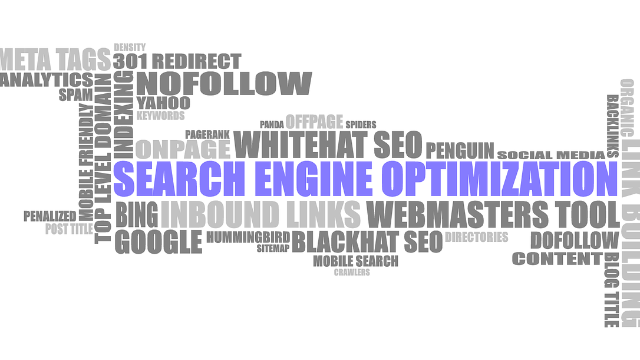 DENSITY
META TAGS
301 REDIRECT
ANALYTICS
NOFOLLOW
SPAM
YAHOO
KEYWORDS
INDEXING
TOP LEVEL DOMAIN
MOBILE FRIENDLY
PANDA
OFFPAGE
SPIDERS
PAGERANK
ONPAGE
WHITEHAT SEO
PENGUIN
SOCIAL MEDIA
BACKLINKS
ORGANIC
LINK BUILDING
SEARCH ENGINE OPTIMIZATION
PENALIZED
POST TITLE
BING
INBOUND LINKS
WEBMASTERS TOOL
GOOGLE
HUMMINGBIRD
SITEMAP
BLACKHAT SEO
DIRECTORIES
DOFOLLOW
MOBILE SEARCH
CRAWLERS
CONTENT
BLOG TITLE